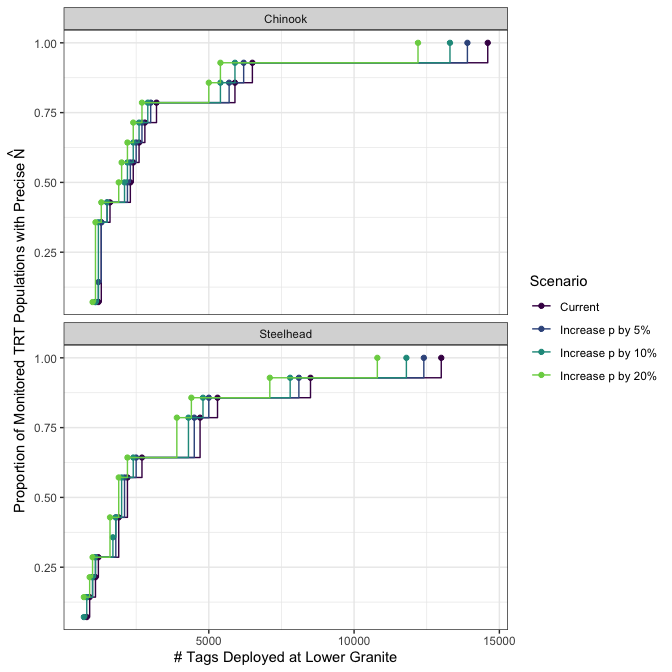 Chinook
1.00
0.75
0.50
0.25
Steelhead
1.00
0.75
0.50
0.25
5000 10000 15000
# Tags Deployed at Lower Granite
Proportion of Monitored TRT Populations with Precise N̂
Scenario
Current
Increase p by 5%
Increase p by 10%
Increase p by 20%